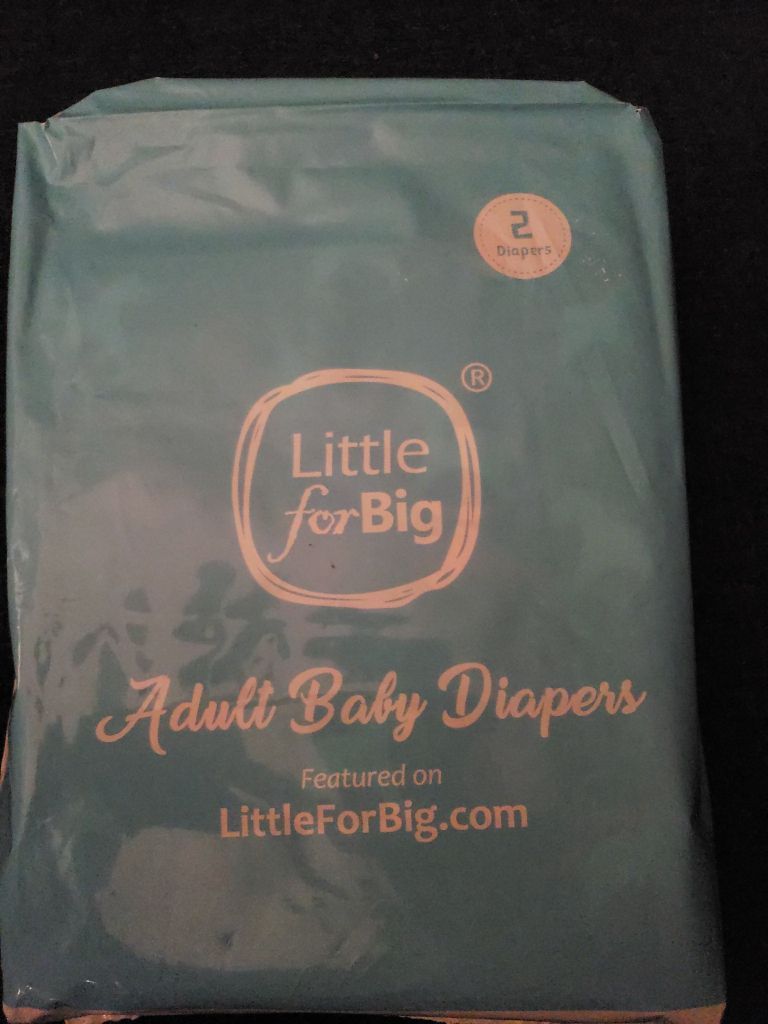 2
Diapers
®
Little
forBig
Adult Baby Diapers
Featured on
LittleForBig.com